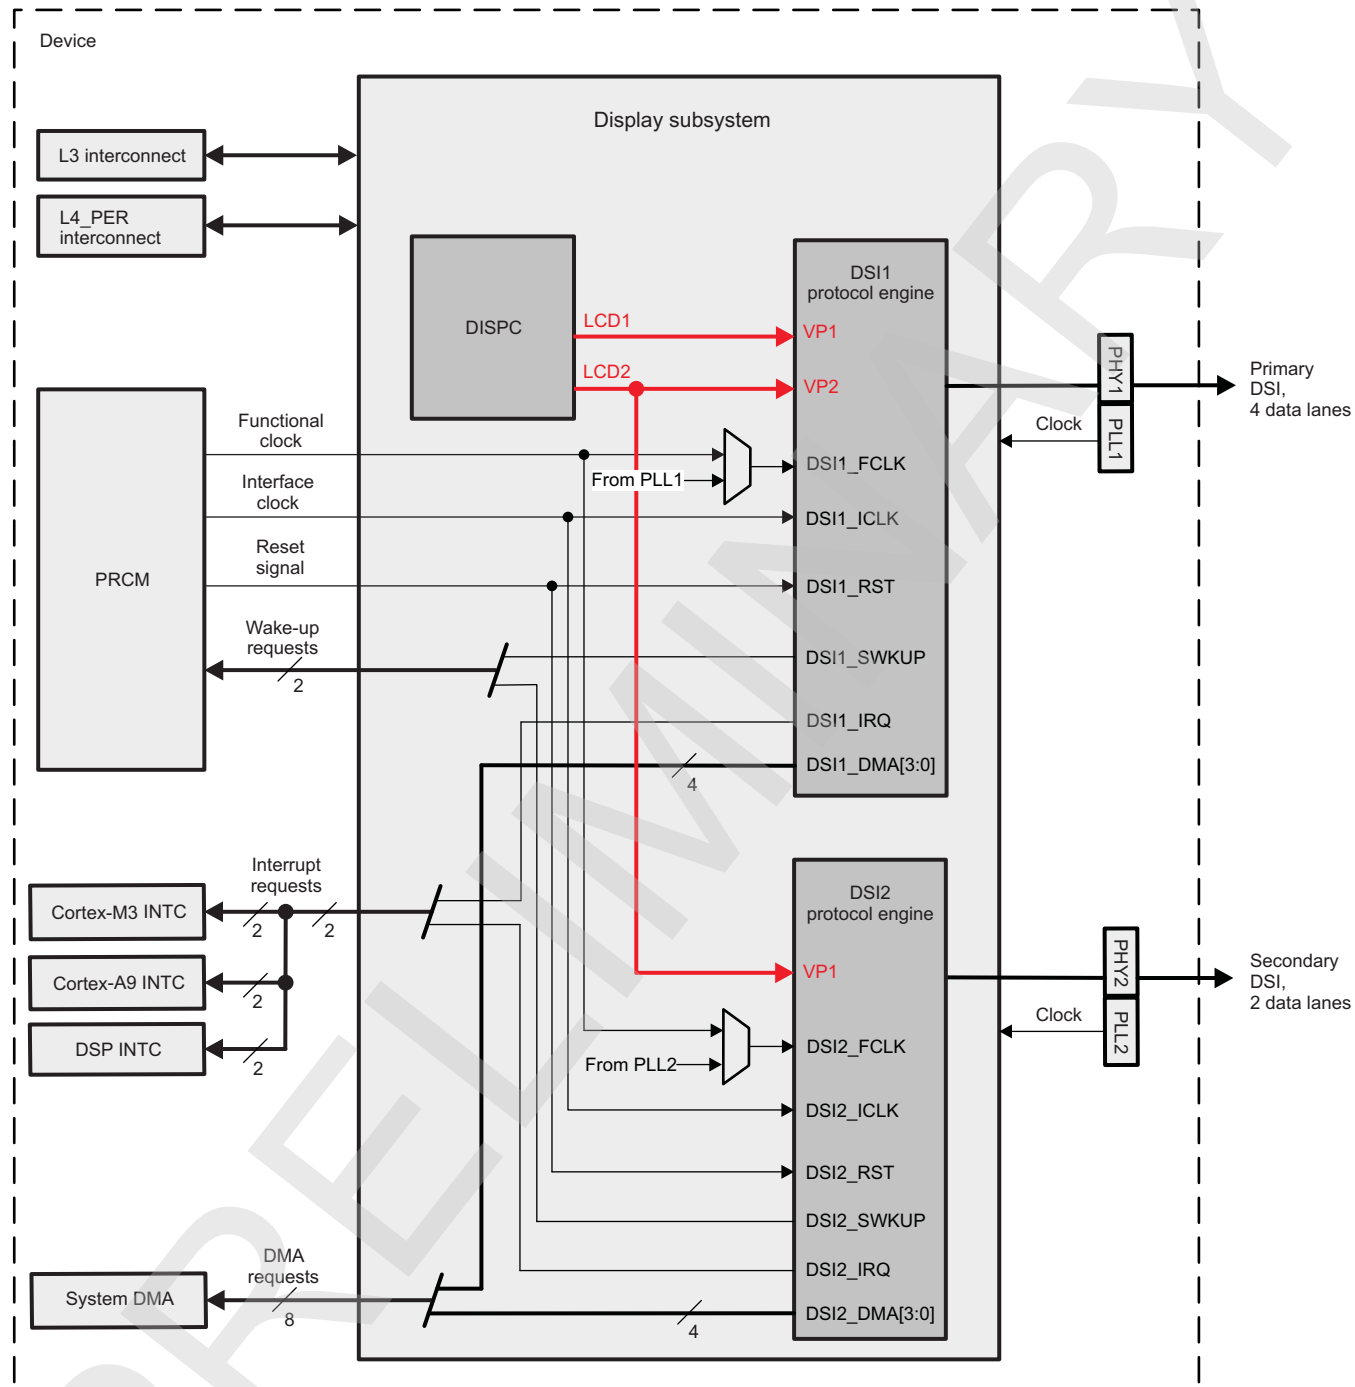 Device
Display subsystem
L3 interconnect
L4_PER
interconnect
DISPC
LCD1
LCD2
DSI1
protocol engine
VP1
VP2
PHY1
PLL1
Clock
Primary
DSI,
4 data lanes
PRCM
Functional
clock
Interface
clock
Reset
signal
Wake-up
requests
2
From PLL1
DSI1_FCLK
DSI1_ICLK
DSI1_RST
DSI1_SWKUP
DSI1_IRQ
DSI1_DMA[3:0]
4
Interrupt
requests
Cortex-M3 INTC
2
2
Cortex-A9 INTC
2
DSP INTC
2
DSI2
protocol engine
VP1
PHY2
PLL2
Clock
Secondary
DSI,
2 data lanes
From PLL2
DSI2_FCLK
DSI2_ICLK
DSI2_RST
DSI2_SWKUP
DSI2_IRQ
DSI2_DMA[3:0]
4
System DMA
DMA
requests
8
PRELIMINARY